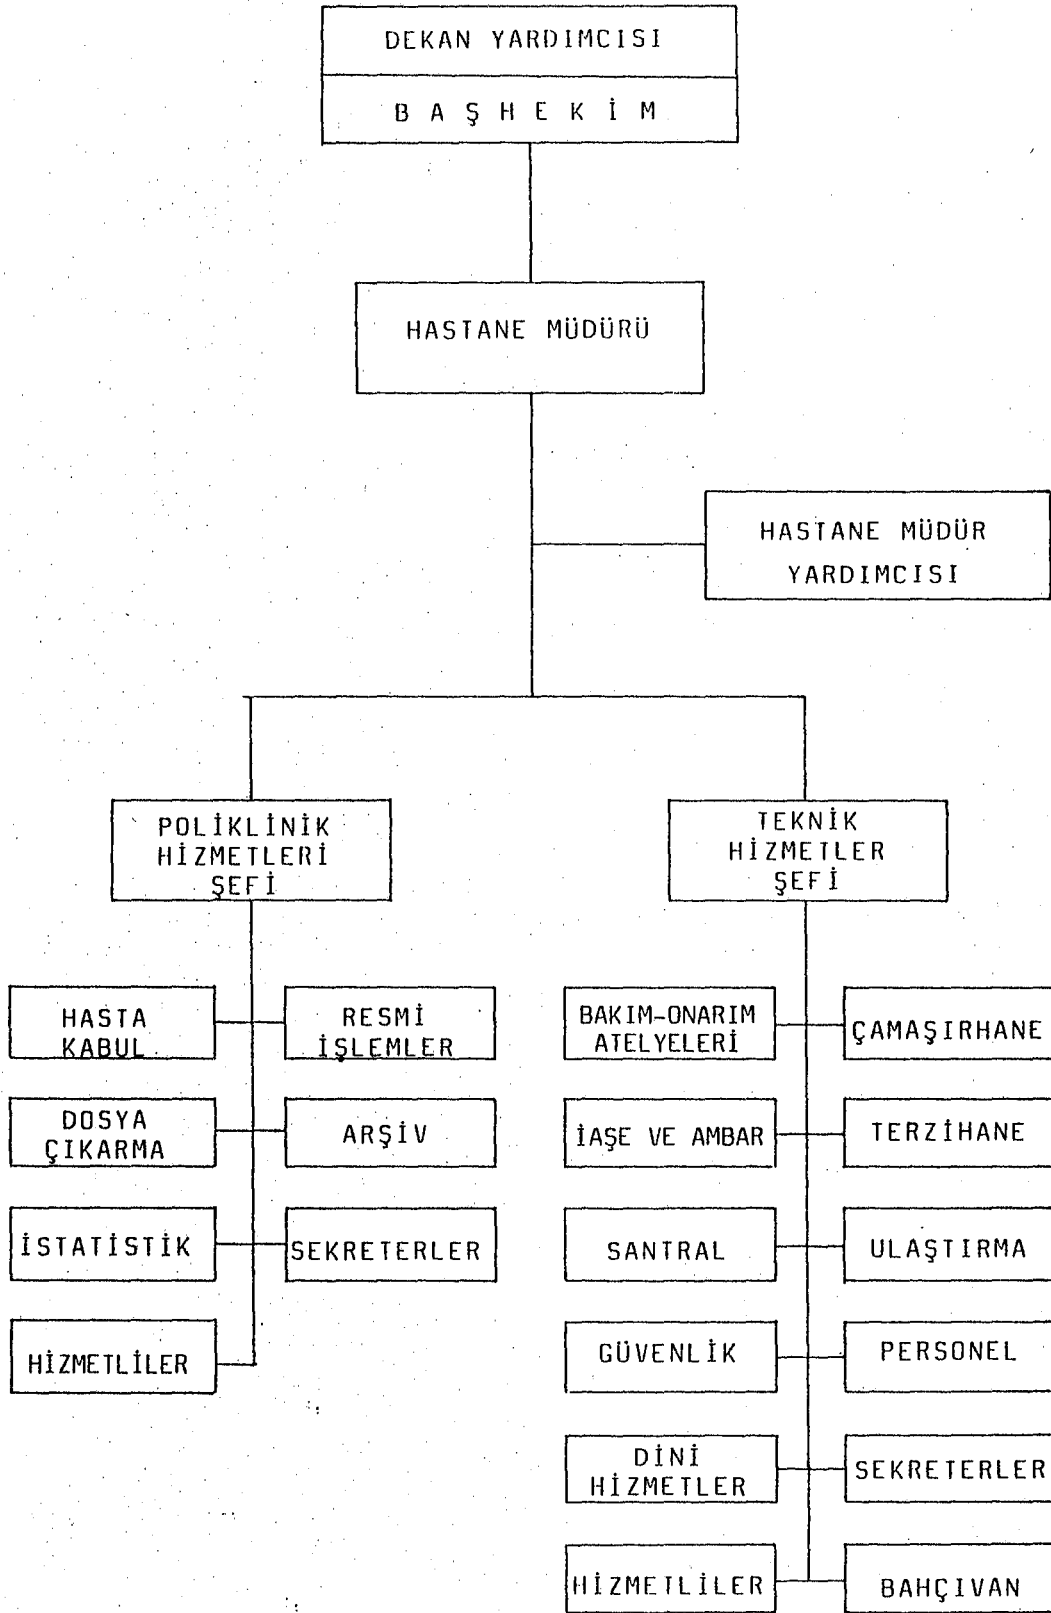 DEKAN YARDIMCISI
BAŞHEKİM
HASTANE MÜDÜRÜ
HASTANE MÜDÜR
YARDIMCISI
POLİKLİNİK
HİZMETLERİ
ŞEFİ
TEKNİK
HİZMETLER
ŞEFİ
HASTA
KABUL
RESMİ
İŞLEMLER
BAKIM-ONARIM
ATELYELERİ
ÇAMAŞIRHANE
DOSYA
ÇIKARMA
ARŞİV
İAŞE VE AMBAR
TERZİHANE
İSTATİSTİK
SEKRETERLER
SANTRAL
ULAŞTIRMA
HİZMETLİLER
GÜVENLİK
PERSONEL
DİNİ
HİZMETLER
SEKRETERLER
HİZMETLİLER
BAHÇIVAN